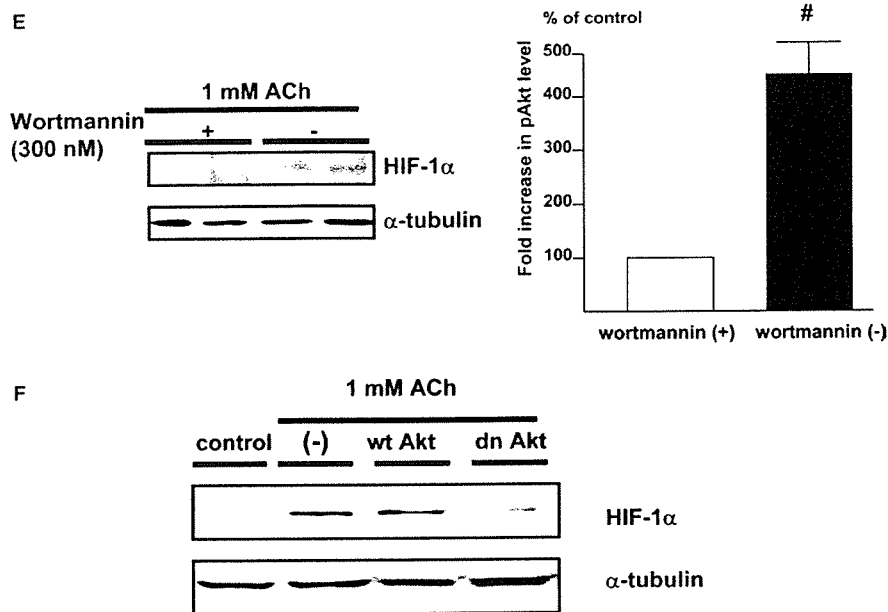 E
1 mM ACh
Wortmannin
(300 nM)
+ -
HIF-1α
α-tubulin
% of control
#
Fold increase in pAkt level
500
400
300
200
100
wortmannin (+) wortmannin (-)
F
1 mM ACh
control (-) wt Akt dn Akt
HIF-1α
α-tubulin